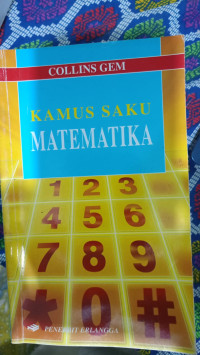 COLLINS GEM
KAMUS SAKU
MATEMATIKA
1 2 3
4 5 6
7 8 9
* 0 #
PENERBIT ERLANGGA